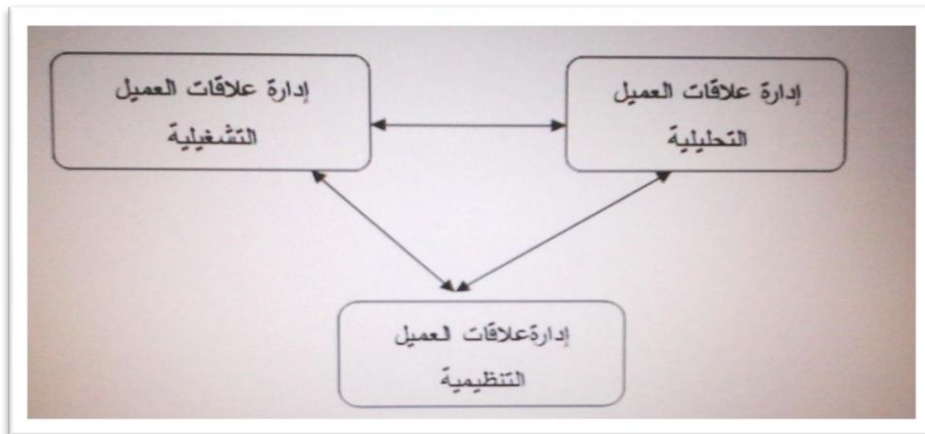 إدارة علاقات العميل
التحليلية
إدارة علاقات العميل
التشغيلية
إدارةعلاقات العميل
التنظيمية